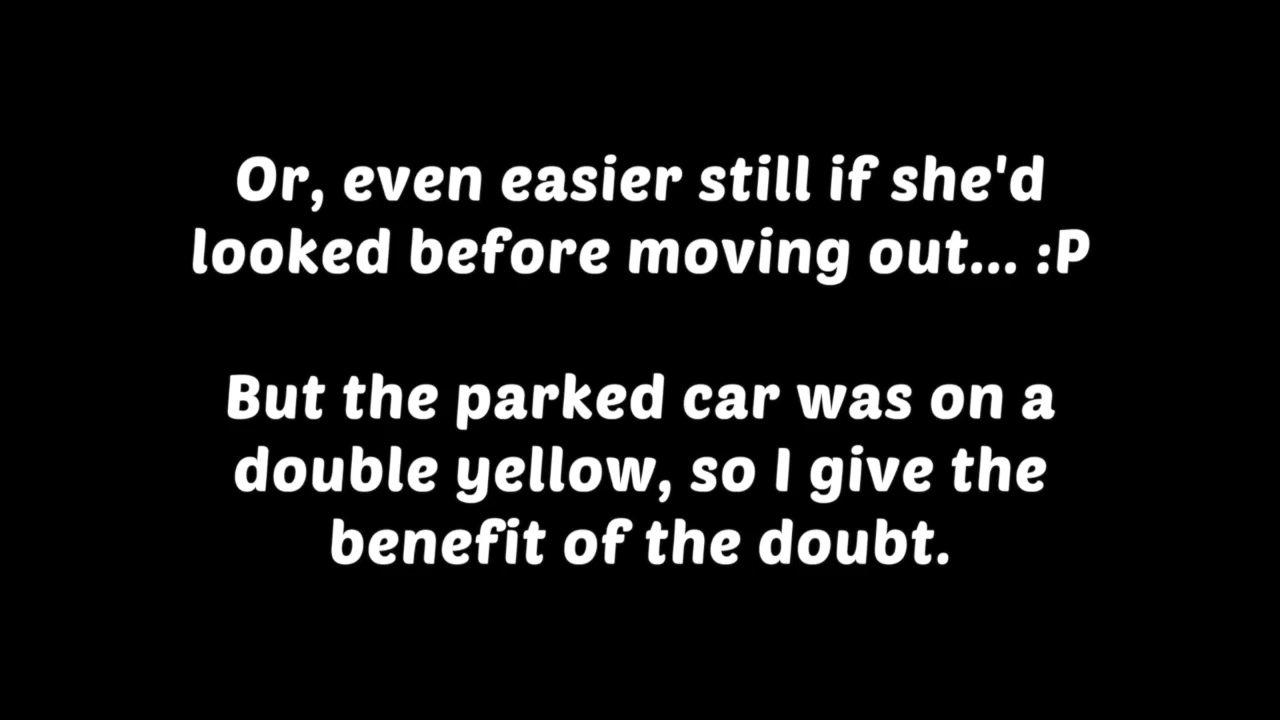 Or, even easier still if she'd
looked before moving out... :P
But the parked car was on a
double yellow, so I give the
benefit of the doubt.